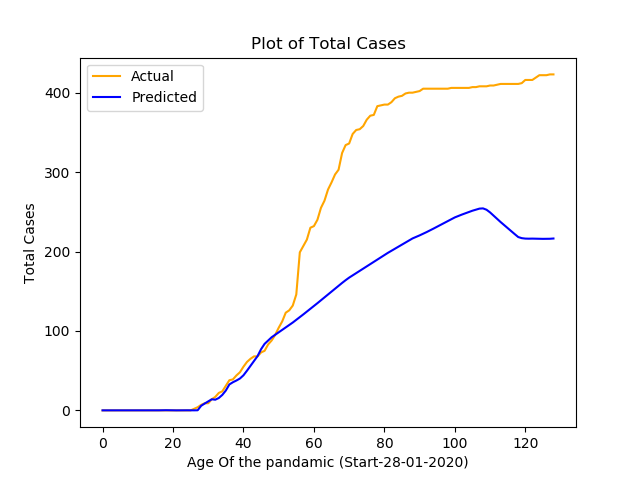 Plot of Total Cases
Actual
Predicted
400
300
200
100
0
Total Cases
0 20 40 60 80 100 120
Age Of the pandamic (Start-28-01-2020)